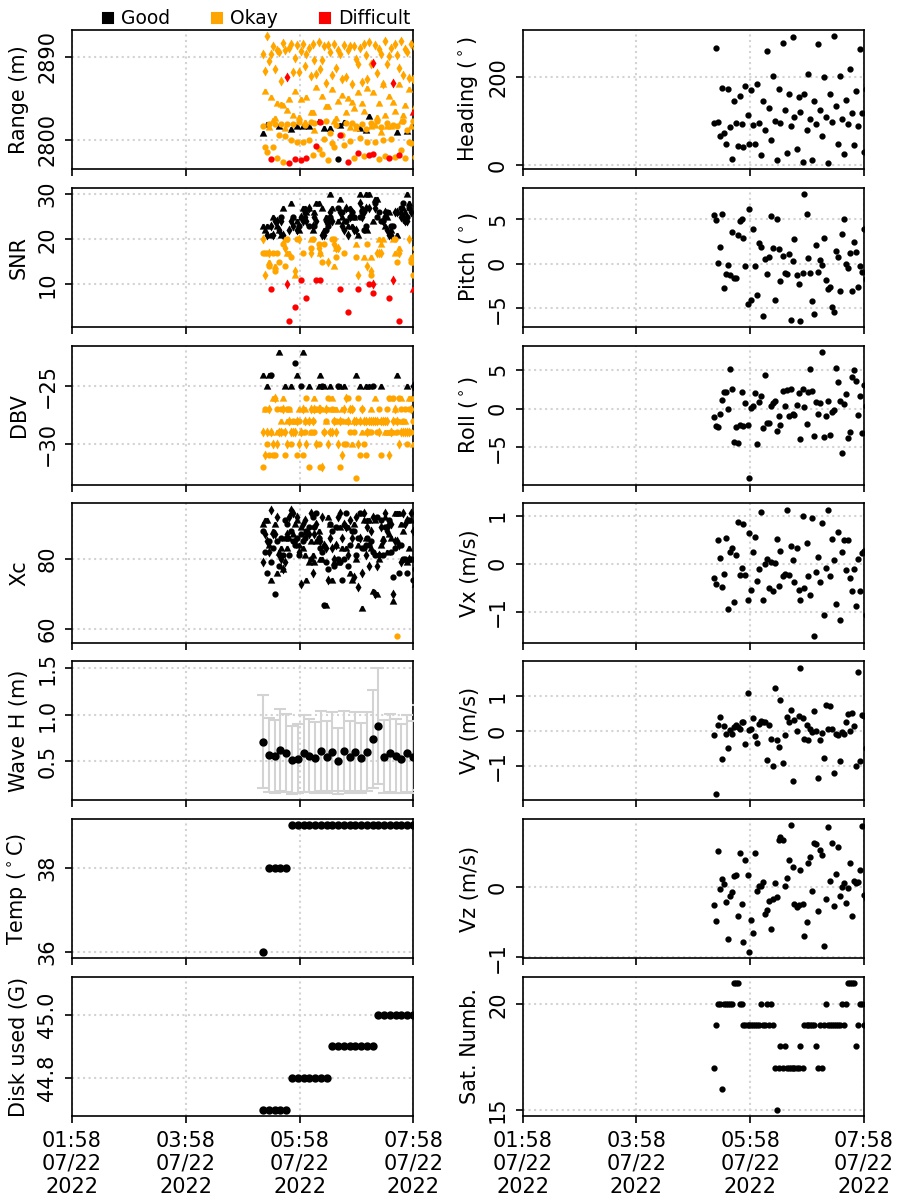 Good Okay Difficult
Range (m)
2890
2800
Heading (°)
200
0
SNR
30
20
10
Pitch (°)
5
0
−5
DBV
−25
−30
Roll (°)
5
0
−5
Xc
80
60
Vx (m/s)
1
0
−1
Wave H (m)
1.5
1.0
0.5
Vy (m/s)
1
0
−1
Temp (°C)
38
36
Vz (m/s)
0
−1
Disk used (G)
45.0
44.8
Sat. Numb.
20
15
01:58 03:58 05:58 07:58 01:58 03:58 05:58 07:58
07/22 07/22 07/22 07/22 07/22 07/22 07/22 07/22
2022 2022 2022 2022 2022 2022 2022 2022